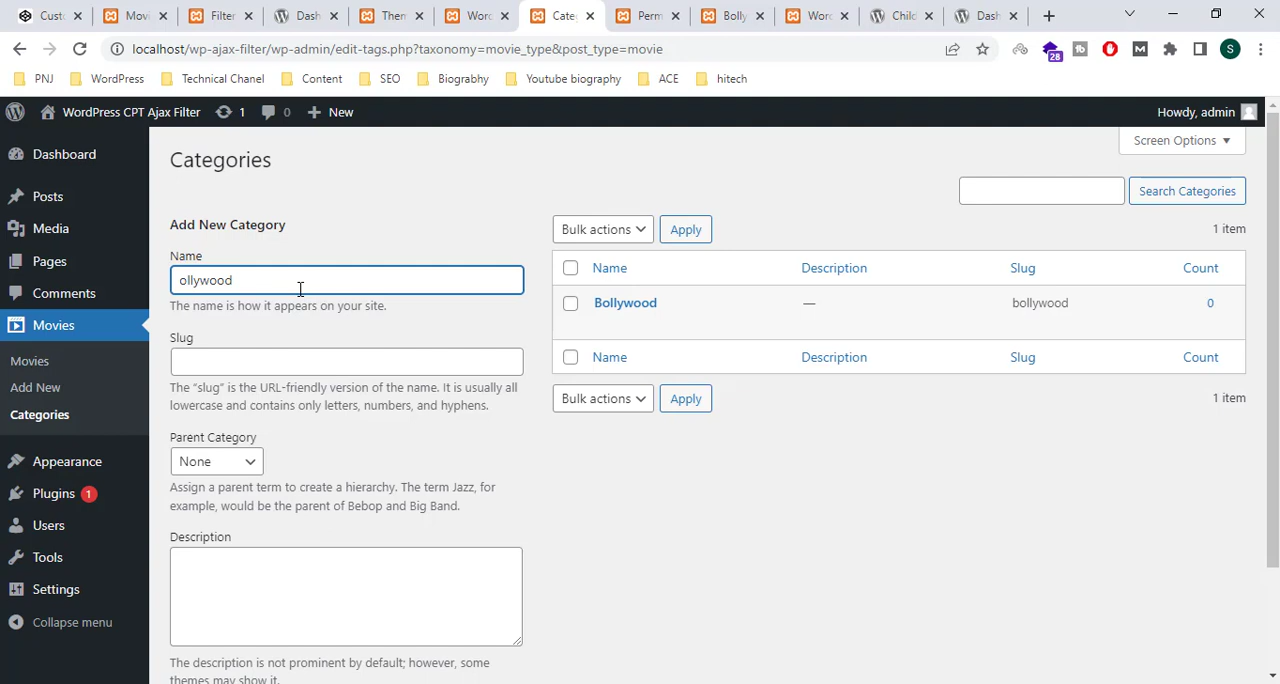 Custo
Movi
Filter
Dash
Them
Word
Cate
Perm
Bolly
Word
Child
Dash
localhost/wp-ajax-filter/wp-admin/edit-tags.php?taxonomy=movie_type&post_type=movie
28
S
PNJ
WordPress
Technical Chanel
Content
SEO
Biograbhy
Youtube biography
ACE
hitech
WordPress CPT Ajax Filter
1
0
New
Howdy, admin
Dashboard
Posts
Media
Pages
Comments
Movies
Movies
Add New
Categories
Appearance
Plugins 1
Users
Tools
Settings
Collapse menu
Screen Options
Categories
Search Categories
Add New Category
Name
ollywood
The name is how it appears on your site.
Slug
The “slug” is the URL-friendly version of the name. It is usually all
lowercase and contains only letters, numbers, and hyphens.
Parent Category
None
Assign a parent term to create a hierarchy. The term Jazz, for
example, would be the parent of Bebop and Big Band.
Description
The description is not prominent by default; however, some
themes may show it.
Bulk actions Apply 1 item
Name Description Slug Count
Bollywood — bollywood 0
Name Description Slug Count
Bulk actions Apply 1 item